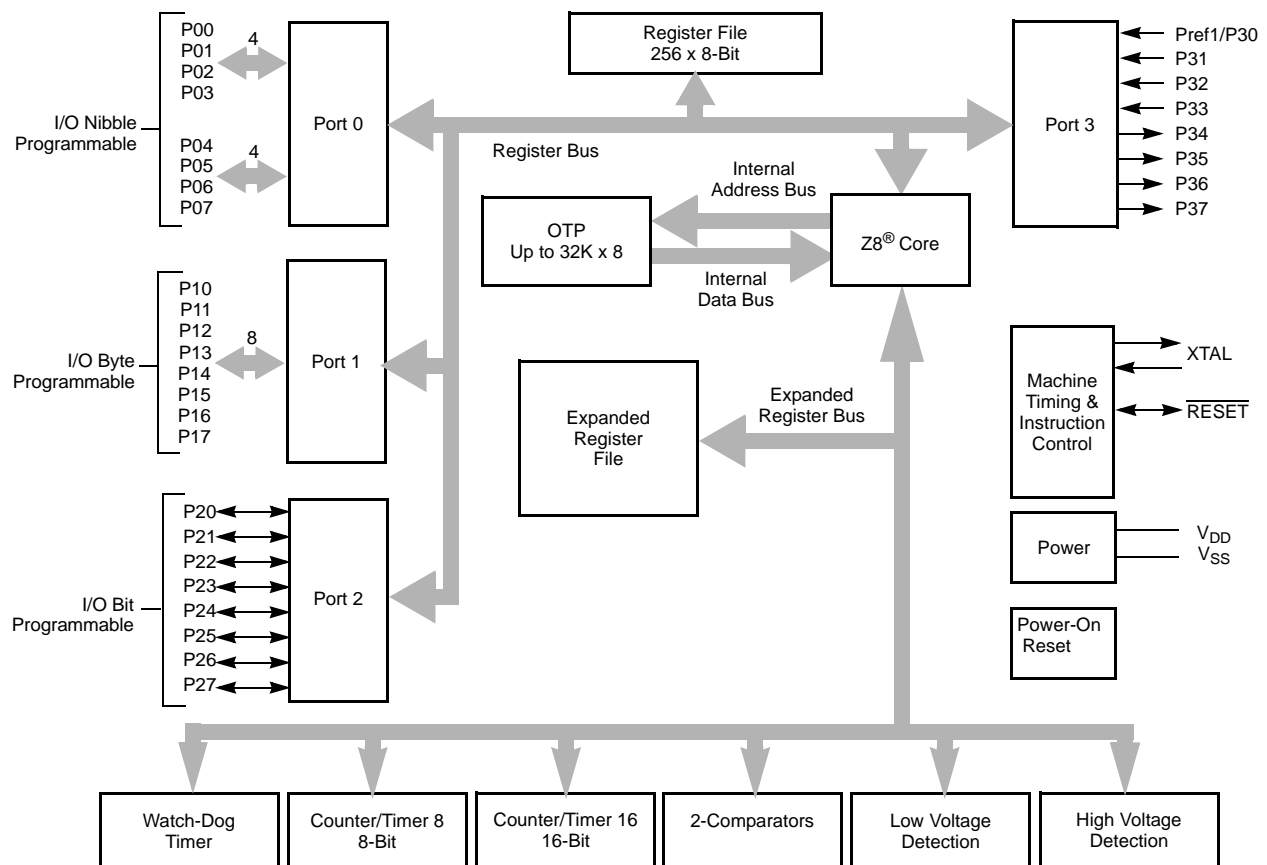 P00
P01
P02
P03
4
I/O Nibble
Programmable
P04
P05
P06
P07
4
Port 0
Register File
256 x 8-Bit
Port 3
Pref1/P30
P31
P32
P33
P34
P35
P36
P37
Register Bus
Internal
Address Bus
OTP
Up to 32K x 8
Z8® Core
Internal
Data Bus
I/O Byte
Programmable
P10
P11
P12
P13
P14
P15
P16
P17
8
Port 1
Expanded
Register
File
Expanded
Register Bus
Machine
Timing &
Instruction
Control
XTAL
RESET
Power
VDD
VSS
Power-On
Reset
I/O Bit
Programmable
P20
P21
P22
P23
P24
P25
P26
P27
Port 2
Watch-Dog
Timer
Counter/Timer 8
8-Bit
Counter/Timer 16
16-Bit
2-Comparators
Low Voltage
Detection
High Voltage
Detection